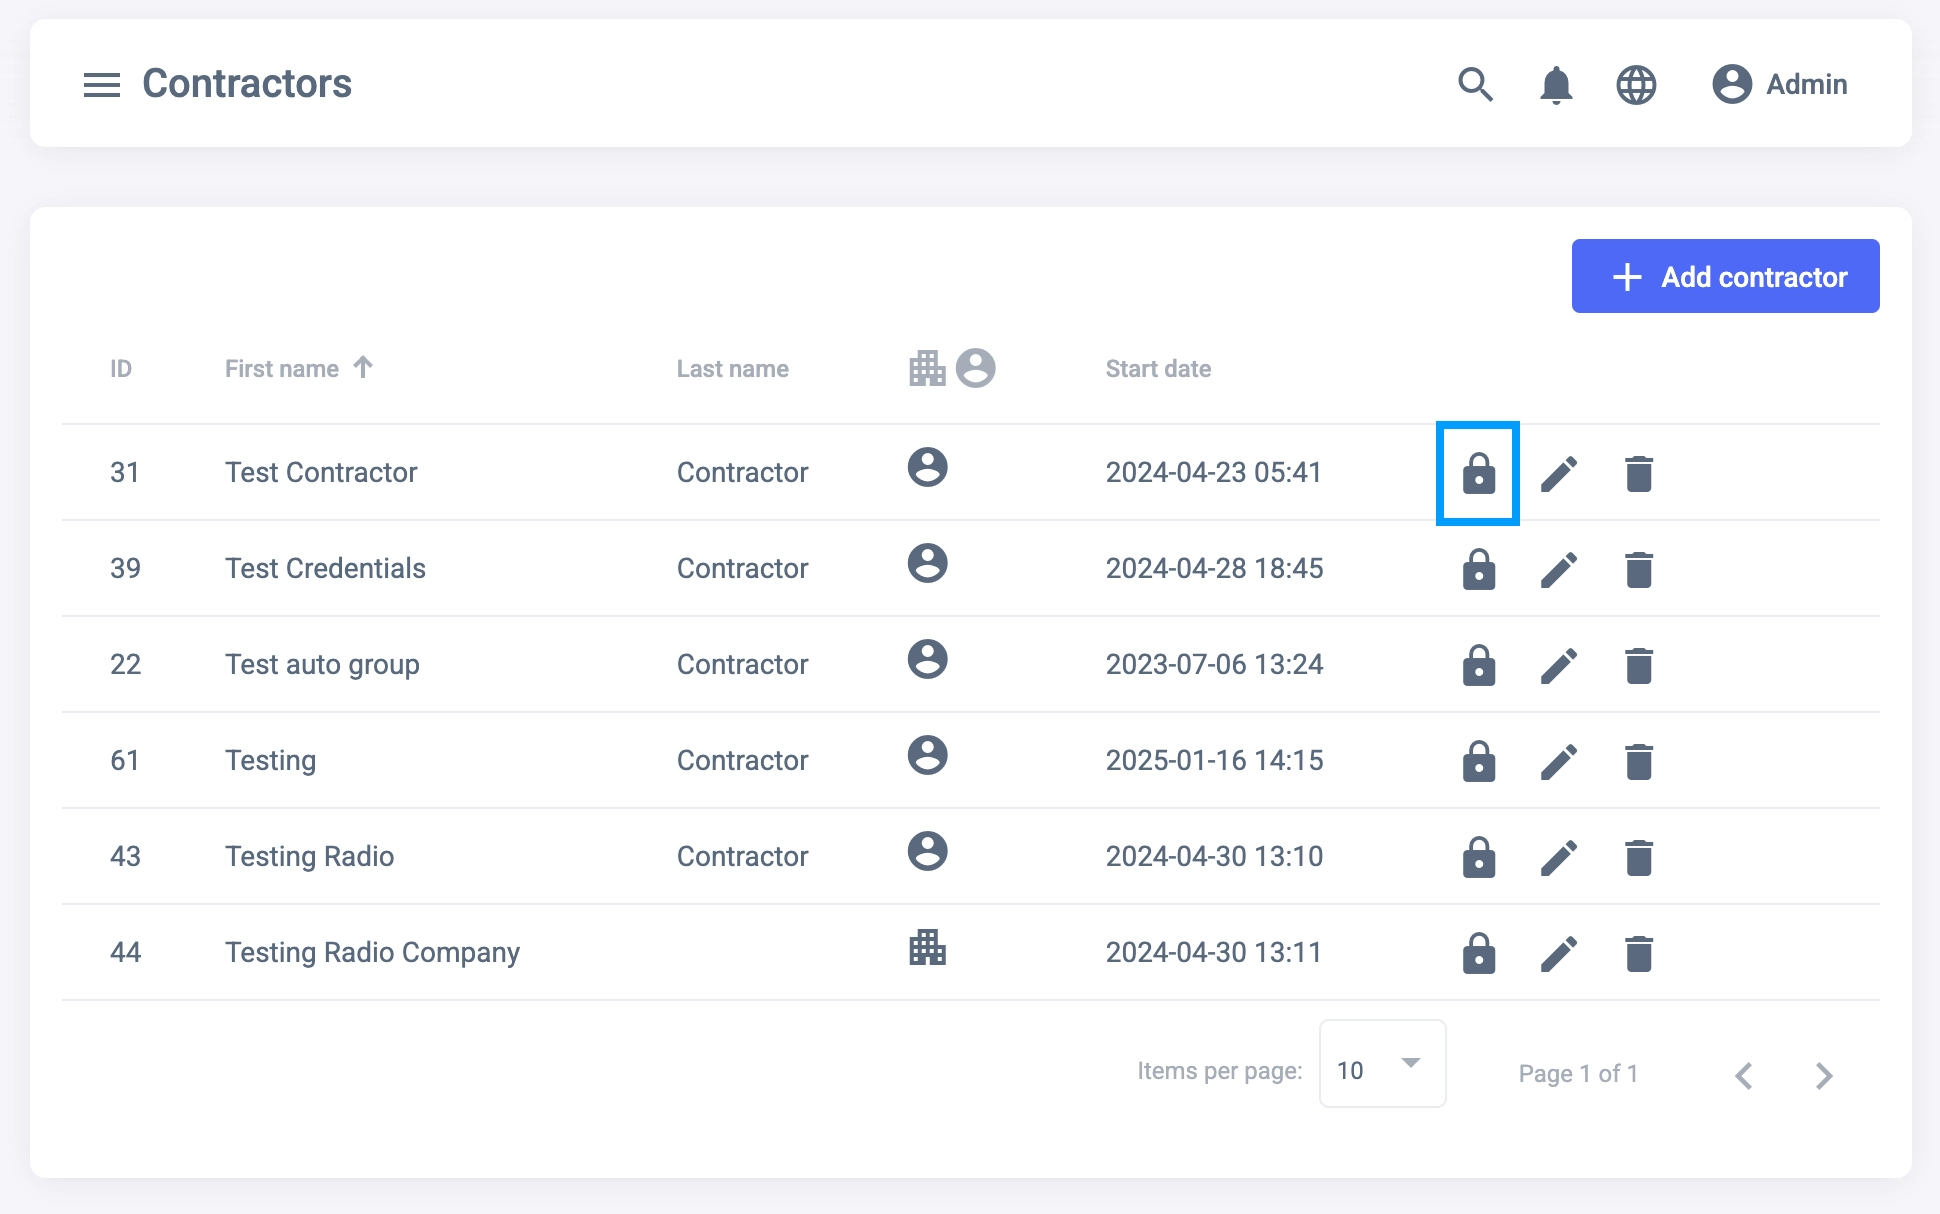 Contractors
Admin
Add contractor
ID First name Last name Start date
31 Test Contractor Contractor 2024-04-23 05:41
39 Test Credentials Contractor 2024-04-28 18:45
22 Test auto group Contractor 2023-07-06 13:24
61 Testing Contractor 2025-01-16 14:15
43 Testing Radio Contractor 2024-04-30 13:10
44 Testing Radio Company 2024-04-30 13:11
Items per page: 10 Page 1 of 1